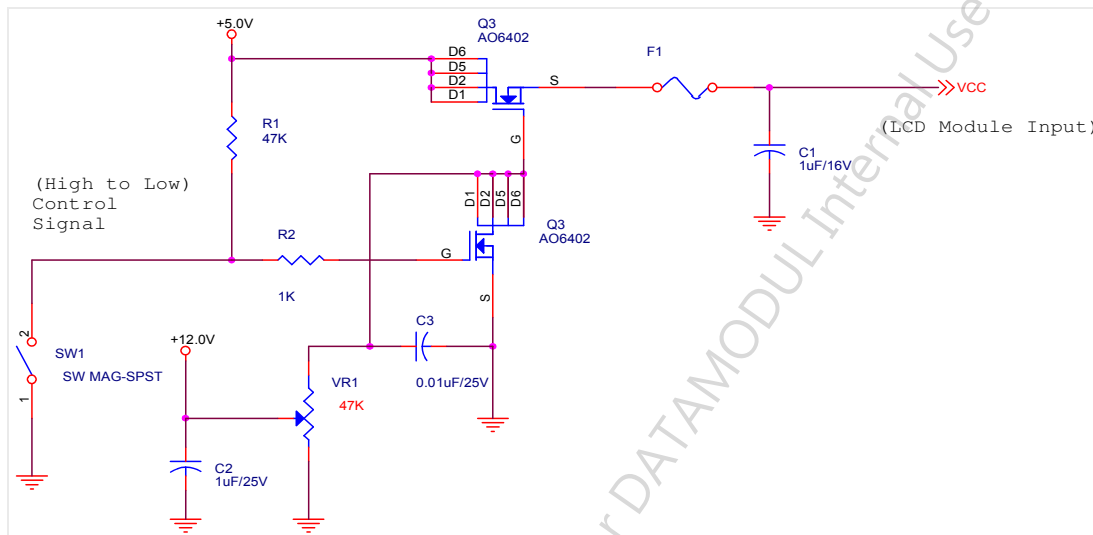 +5.0V
Q3
AO6402
D6
D5
D2
D1
S
G
F1
VCC
(LCD Module Input)
R1
47K
C1
1uF/16V
(High to Low)
Control
Signal
D1
D2
D5
D6
Q3
AO6402
R2
1K
G
S
2
SW1
SW MAG-SPST
1
+12.0V
C3
0.01uF/25V
VR1
47K
C2
1uF/25V
r DATAMODUL Internal Use